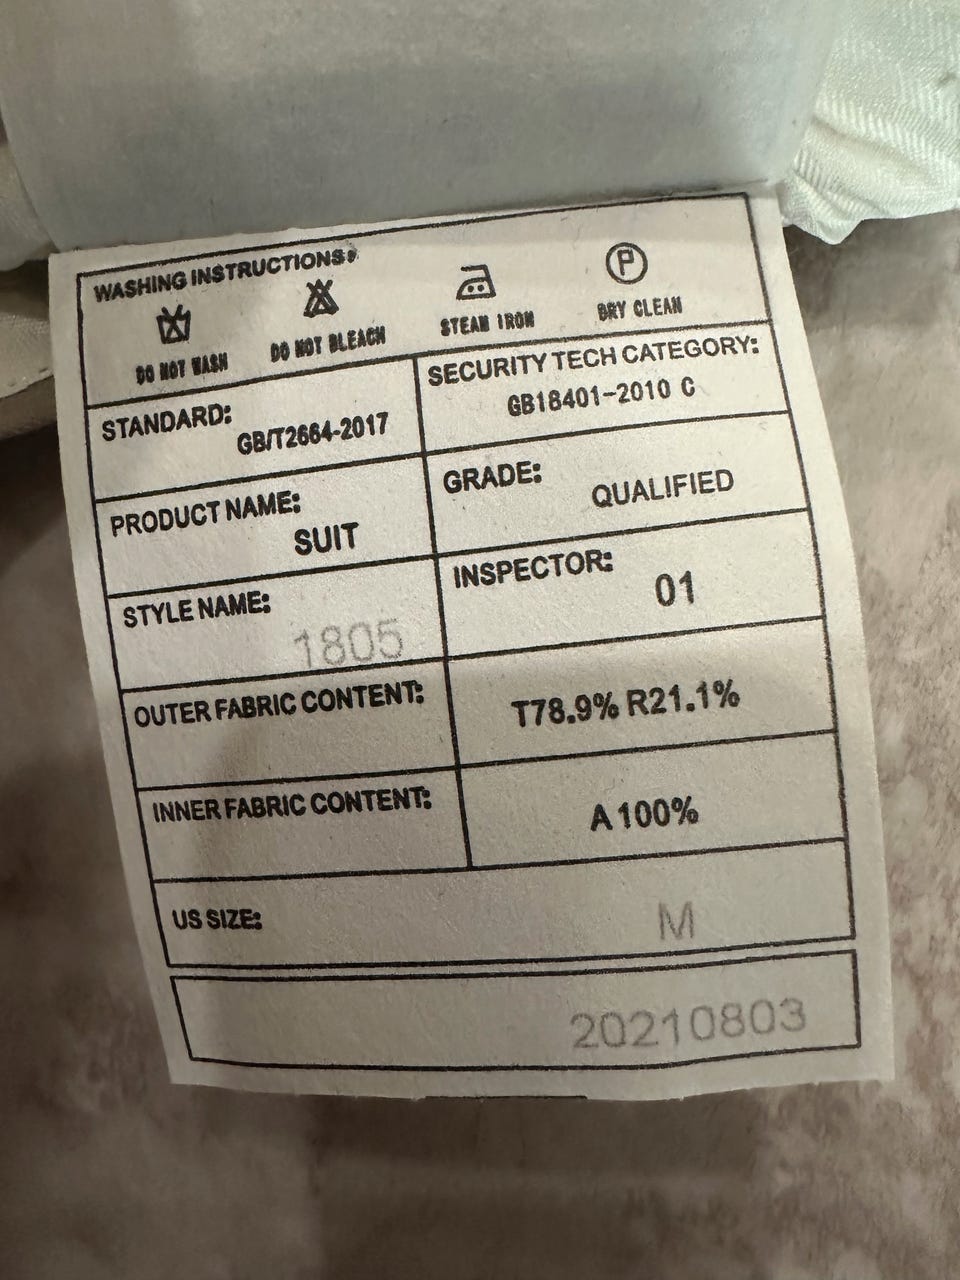 WASHING INSTRUCTIONS:
DO NOT WASH
DO NOT BLEACH
STEAM IRON
P
DRY CLEAN
STANDARD:
GB/T2664-2017
SECURITY TECH CATEGORY:
GB18401-2010 C
PRODUCT NAME:
SUIT
GRADE:
QUALIFIED
STYLE NAME:
1805
INSPECTOR:
01
OUTER FABRIC CONTENT:
T78.9% R21.1%
INNER FABRIC CONTENT:
A 100%
US SIZE:
M
20210803